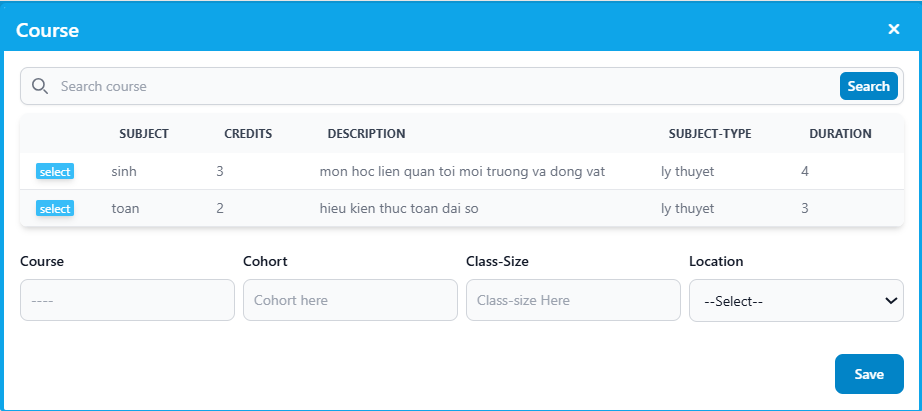 Course
Search course Search
SUBJECT CREDITS DESCRIPTION SUBJECT-TYPE DURATION
select sinh 3 mon hoc lien quan toi moi truong va dong vat ly thuyet 4
select toan 2 hieu kien thuc toan dai so ly thuyet 3
Course Cohort Class-Size Location
---- Cohort here Class-size Here --Select--
Save